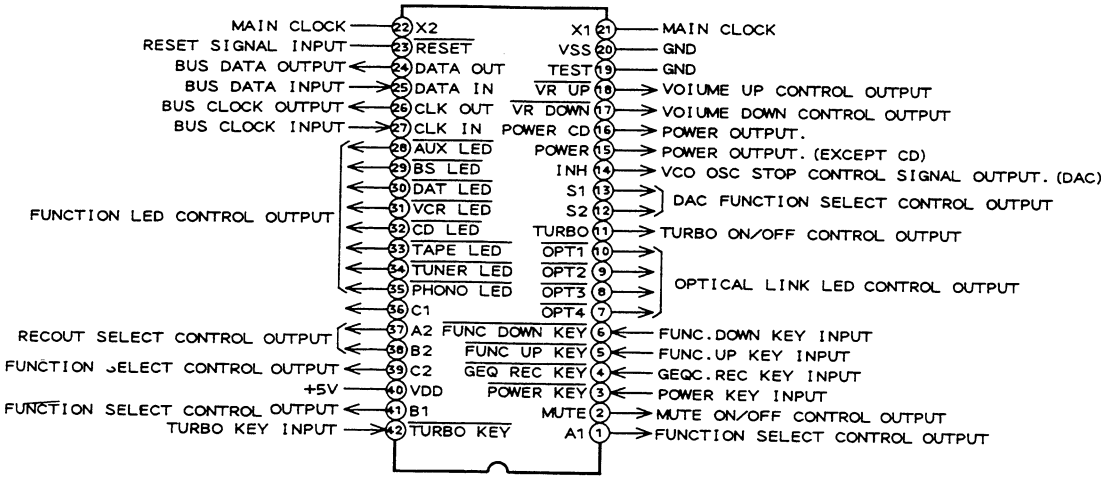 MAIN CLOCK 22 X2 X1 21 MAIN CLOCK
RESET SIGNAL INPUT 23 RESET VSS 20 GND
BUS DATA OUTPUT 24 DATA OUT TEST 19 GND
BUS DATA INPUT 25 DATA IN VR UP 18 VOIUME UP CONTROL OUTPUT
BUS CLOCK OUTPUT 26 CLK OUT VR DOWN 17 VOIUME DOWN CONTROL OUTPUT
BUS CLOCK INPUT 27 CLK IN POWER CD 16 POWER OUTPUT.
28 AUX LED POWER 15 POWER OUTPUT. (EXCEPT CD)
29 BS LED INH 14 VCO OSC STOP CONTROL SIGNAL OUTPUT. (DAC)
30 DAT LED S1 13
FUNCTION LED CONTROL OUTPUT 31 VCR LED S2 12 DAC FUNCTION SELECT CONTROL OUTPUT
32 CD LED TURBO 11 TURBO ON/OFF CONTROL OUTPUT
33 TAPE LED OPT1 10
34 TUNER LED OPT2 9
35 PHONO LED OPT3 8 OPTICAL LINK LED CONTROL OUTPUT
36 C1 OPT4 7
RECOUT SELECT CONTROL OUTPUT 37 A2 FUNC DOWN KEY 6 FUNC.DOWN KEY INPUT
38 B2 FUNC UP KEY 5 FUNC.UP KEY INPUT
FUNCTION SELECT CONTROL OUTPUT 39 C2 GEQ REC KEY 4 GEQC.REC KEY INPUT
+5V 40 VDD POWER KEY 3 POWER KEY INPUT
FUNCTION SELECT CONTROL OUTPUT 41 B1 MUTE 2 MUTE ON/OFF CONTROL OUTPUT
TURBO KEY INPUT 42 TURBO KEY A1 1 FUNCTION SELECT CONTROL OUTPUT